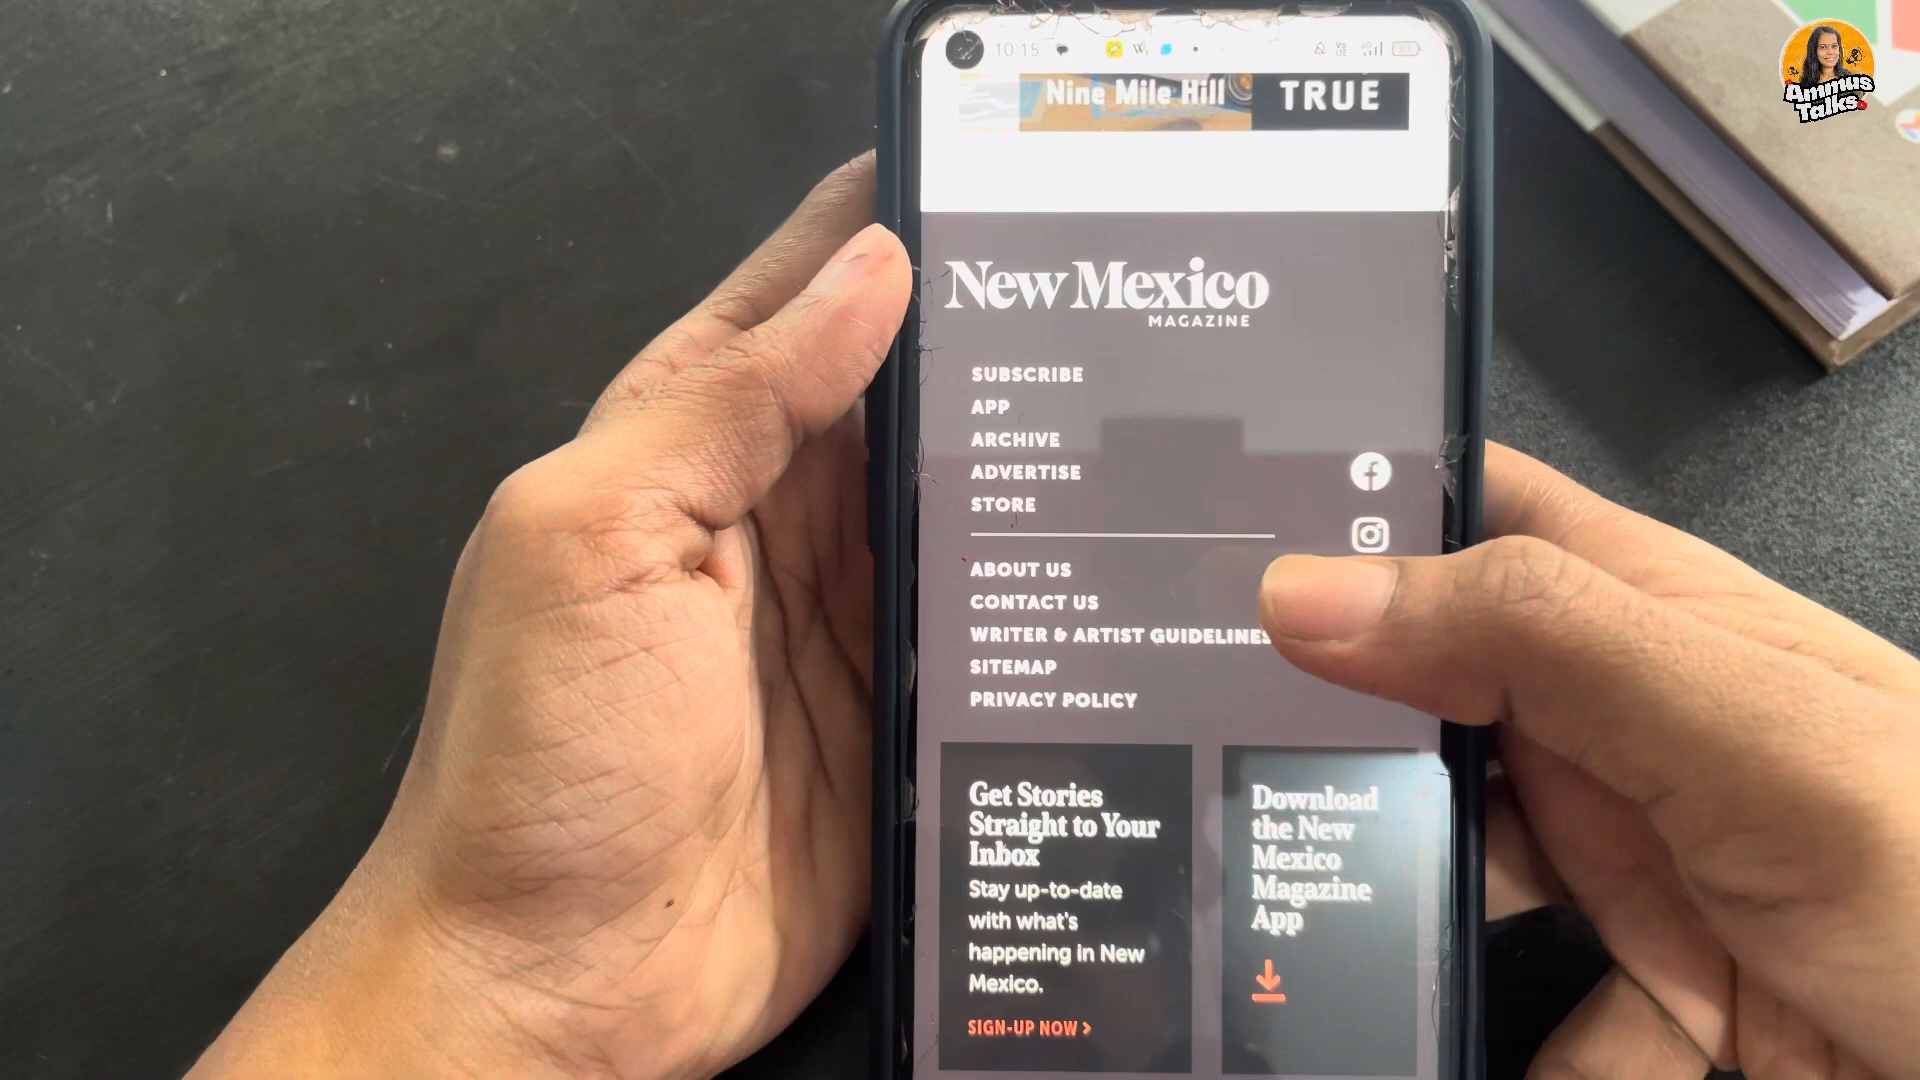 Ammus
Talks
10:15
Nine Mile Hill
TRUE
New Mexico
MAGAZINE
SUBSCRIBE
APP
ARCHIVE
ADVERTISE
STORE
ABOUT US
CONTACT US
WRITER & ARTIST GUIDELINES
SITEMAP
PRIVACY POLICY
Get Stories
Straight to Your
Inbox
Stay up-to-date
with what's
happening in New
Mexico.
SIGN-UP NOW >
Download
the New
Mexico
Magazine
App